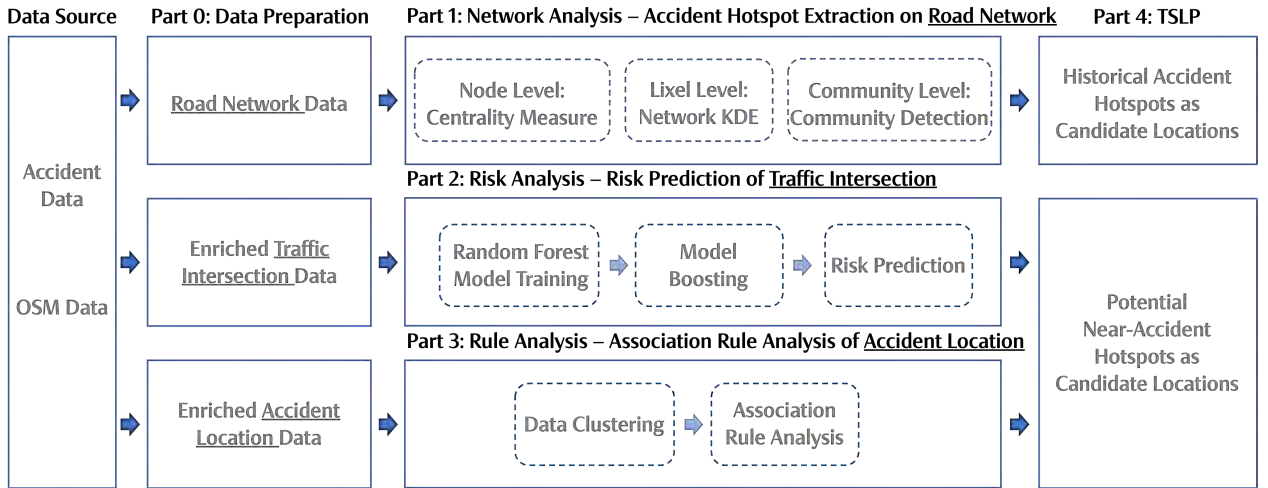 Data Source
Part 0: Data Preparation
Part 1: Network Analysis – Accident Hotspot Extraction on Road Network
Part 4: TSLP
Accident
Data
OSM Data
Road Network Data
Node Level:
Centrality Measure
Lixel Level:
Network KDE
Community Level:
Community Detection
Historical Accident
Hotspots as
Candidate Locations
Part 2: Risk Analysis – Risk Prediction of Traffic Intersection
Enriched Traffic
Intersection Data
Random Forest
Model Training
Model
Boosting
Risk Prediction
Part 3: Rule Analysis – Association Rule Analysis of Accident Location
Enriched Accident
Location Data
Data Clustering
Association
Rule Analysis
Potential
Near-Accident
Hotspots as
Candidate Locations